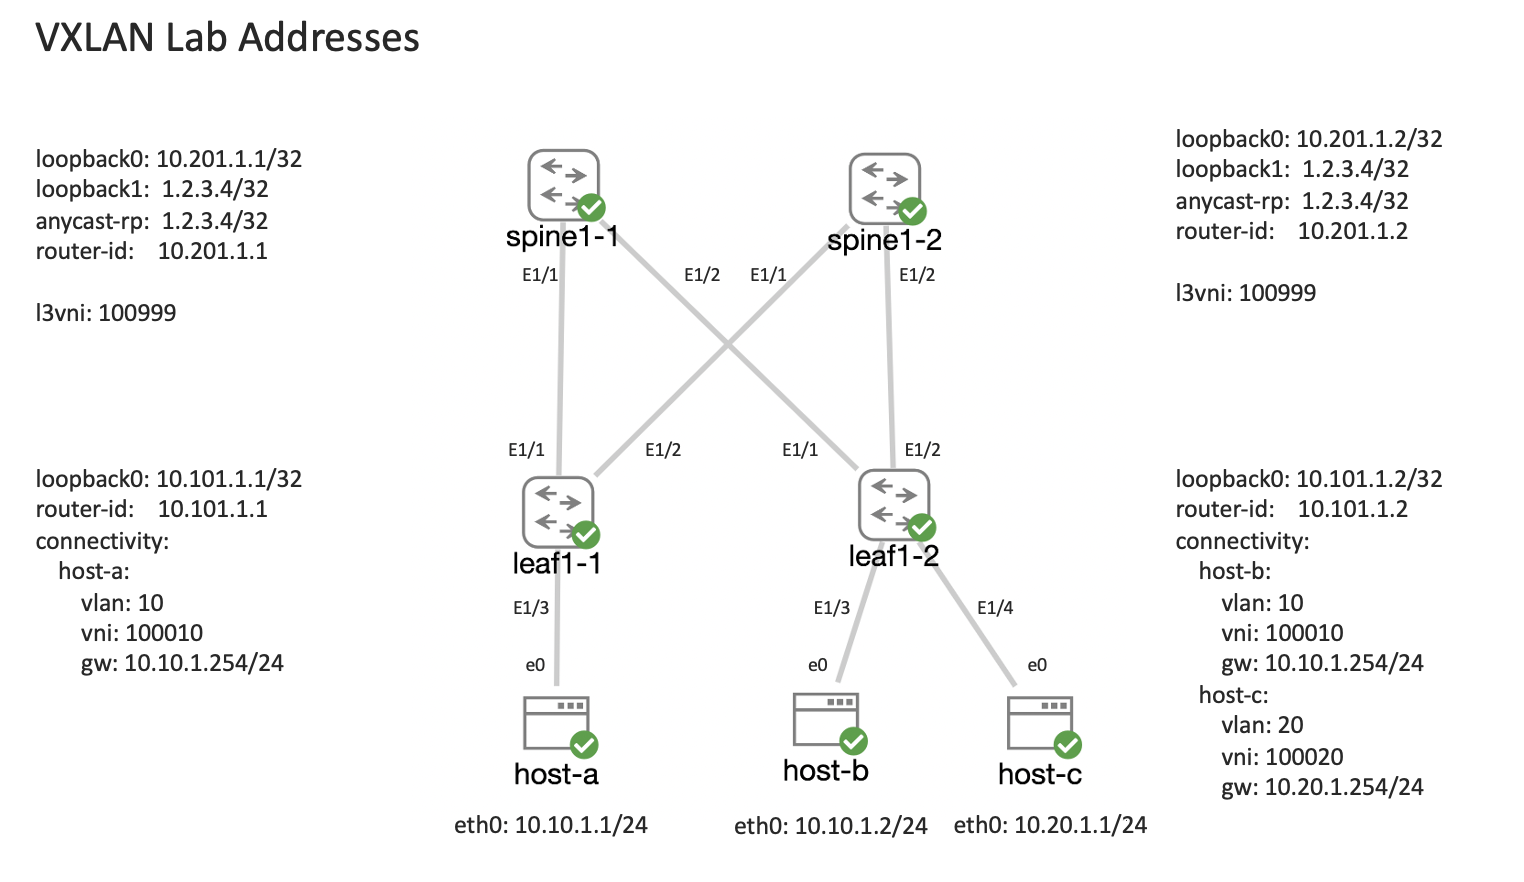 VXLAN Lab Addresses
loopback0: 10.201.1.1/32
loopback1: 1.2.3.4/32
anycast-rp: 1.2.3.4/32
router-id: 10.201.1.1
l3vni: 100999
loopback0: 10.201.1.2/32
loopback1: 1.2.3.4/32
anycast-rp: 1.2.3.4/32
router-id: 10.201.1.2
l3vni: 100999
spine1-1
spine1-2
E1/1
E1/2
E1/1
E1/2
E1/1
E1/2
E1/1
E1/2
loopback0: 10.101.1.1/32
router-id: 10.101.1.1
connectivity:
host-a:
vlan: 10
vni: 100010
gw: 10.10.1.254/24
leaf1-1
leaf1-2
E1/3
E1/3
E1/4
e0
e0
e0
host-a
host-b
host-c
eth0: 10.10.1.1/24
eth0: 10.10.1.2/24
eth0: 10.20.1.1/24
loopback0: 10.101.1.2/32
router-id: 10.101.1.2
connectivity:
host-b:
vlan: 10
vni: 100010
gw: 10.10.1.254/24
host-c:
vlan: 20
vni: 100020
gw: 10.20.1.254/24